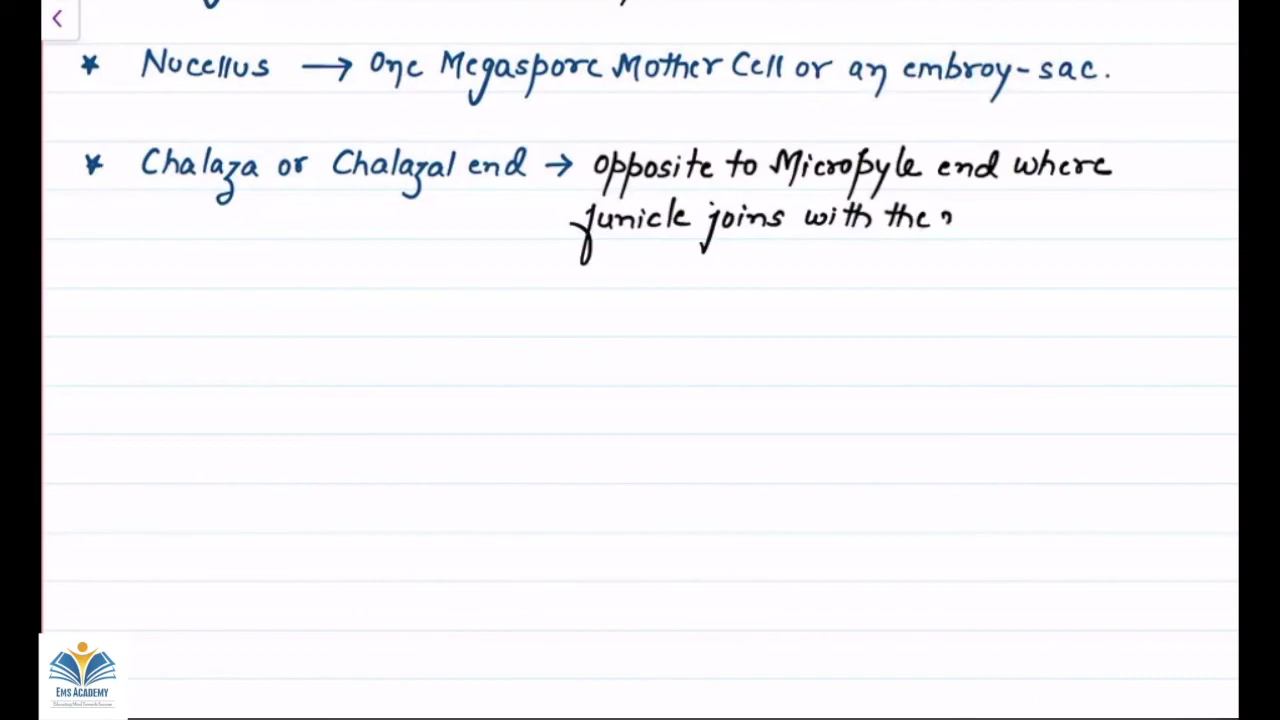 * Nucellus → One Megaspore Mother Cell or an embroy-sac.
* Chalaza or Chalazal end → opposite to Micropyle end where
funicle joins with the
EMS ACADEMY